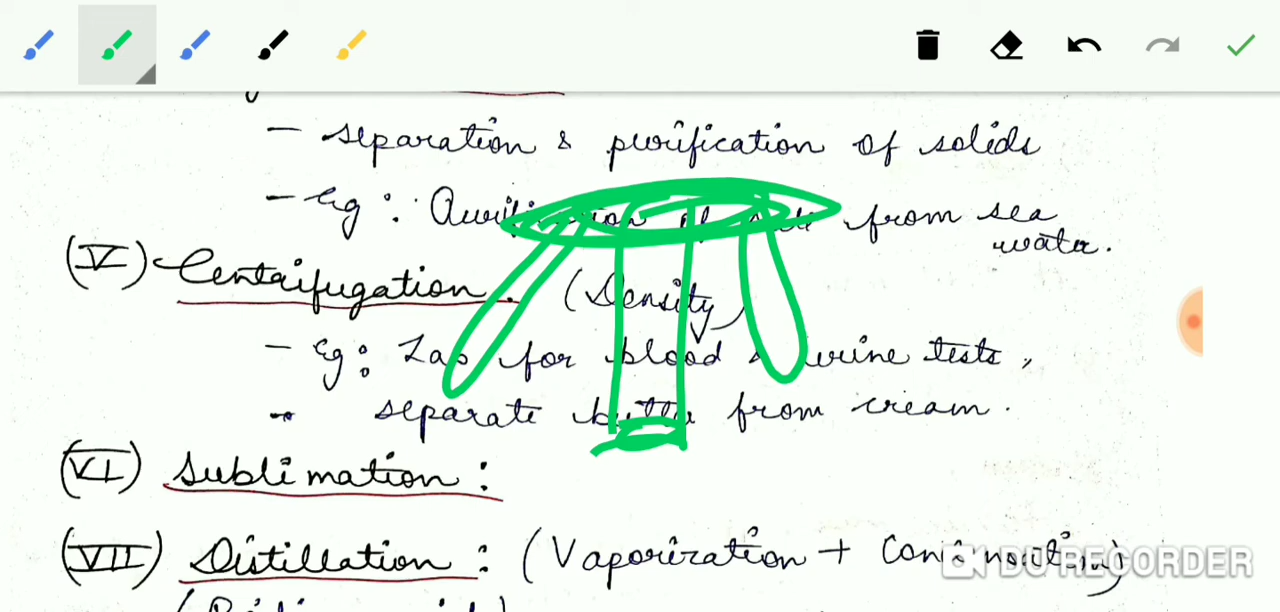 — separation & purification of solids
— Eg : from sea
water.
(V) Centrifugation. (Density)
— Eg : Lab for blood & urine tests,
separate butter from cream.
(VI) Sublimation :
(VII) Distillation : (Vaporization +
DU RECORDER